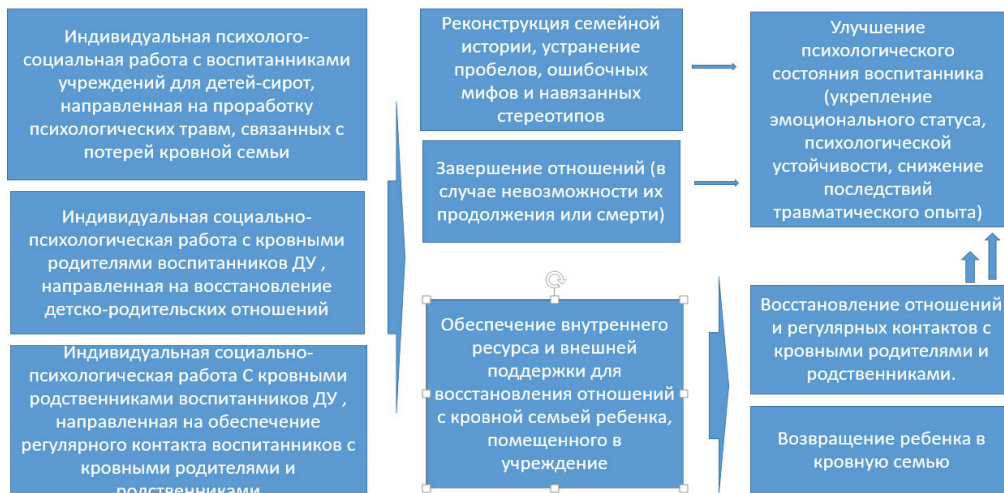 Индивидуальная психолого-
социальная работа с воспитанниками
учреждений для детей-сирот,
направленная на проработку
психологических травм, связанных с
потерей кровной семьи
Индивидуальная социально-
психологическая работа с кровными
родителями воспитанников ДУ ,
направленная на восстановление
детско-родительских отношений
Индивидуальная социально-
психологическая работа С кровными
родственниками воспитанников ДУ ,
направленная на обеспечение
регулярного контакта воспитанников с
кровными родителями и
родственниками
Реконструкция семейной
истории, устранение
пробелов, ошибочных
мифов и навязанных
стереотипов
Завершение отношений (в
случае невозможности их
продолжения или смерти)
Обеспечение внутреннего
ресурса и внешней
поддержки для
восстановления отношений
с кровной семьей ребенка,
помещенного в
учреждение
Улучшение
психологического
состояния воспитанника
(укрепление
эмоционального статуса,
психологической
устойчивости, снижение
последствий
травматического опыта)
Восстановление отношений
и регулярных контактов с
кровными родителями и
родственниками.
Возвращение ребенка в
кровную семью